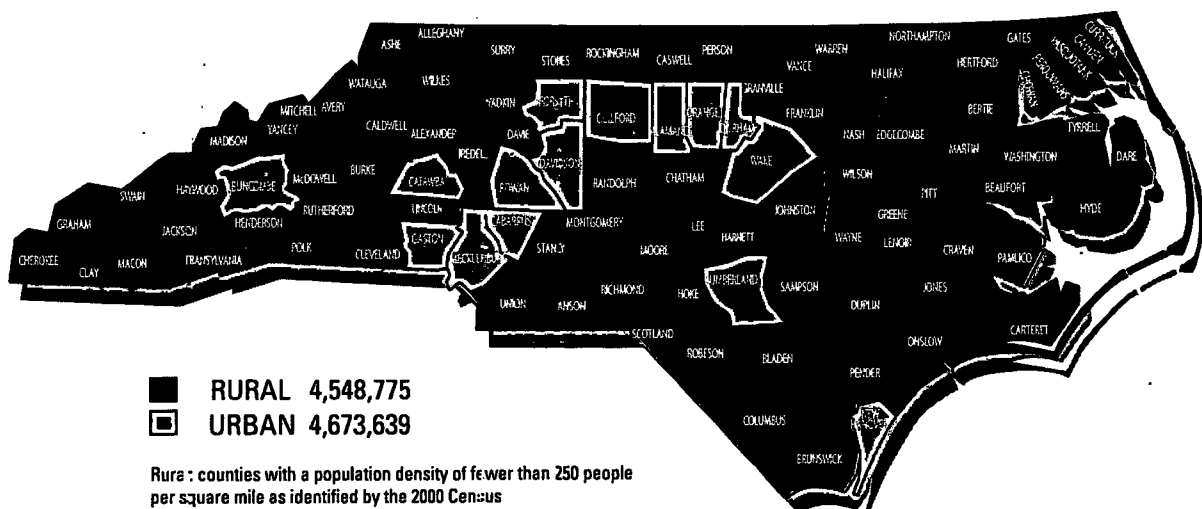 ALLEGHANY
ASHE
SURRY
STOKES
ROCKINGHAM
CASWELL
PERSON
VANCE
WARREN
NORTHAMPTON
GATES
CURRITUCK
CAMDEN
PASQUOTANK
PERQUIMANS
CHOWAN
HERTFORD
HALIFAX
GRANVILLE
WATAUGA
WILKES
YADKIN
FORSYTH
GUILFORD
ORANGE
FRANKLIN
BERTIE
MITCHELL
AVERY
YANCEY
CALDWELL
ALEXANDER
DAVIE
NASH
EDGECOMBE
TYRRELL
MADISON
IREDELL
DAVIDSON
WAKE
MARTIN
WASHINGTON
DARE
SWAIN
HAYWOOD
BUNCOMBE
McDOWELL
BURKE
CATAWBA
ROWAN
RANDOLPH
CHATHAM
WILSON
PITT
BEAUFORT
HYDE
GRAHAM
JACKSON
HENDERSON
RUTHERFORD
LINCOLN
CABARRUS
MONTGOMERY
LEE
HARNETT
JOHNSTON
GREENE
WAYNE
LENOIR
CRAVEN
PAMLICO
CHEROKEE
CLAY
MACON
TRANSYLVANIA
POLK
CLEVELAND
GASTON
STANLY
MOORE
UNION
ANSON
RICHMOND
HOKE
SAMPSON
DUPLIN
JONES
CARTERET
SCOTLAND
ROBESON
BLADEN
ONSLOW
PENDER
COLUMBUS
BRUNSWICK
RURAL 4,548,775
URBAN 4,673,639
Rural: counties with a population density of fewer than 250 people
per square mile as identified by the 2000 Census